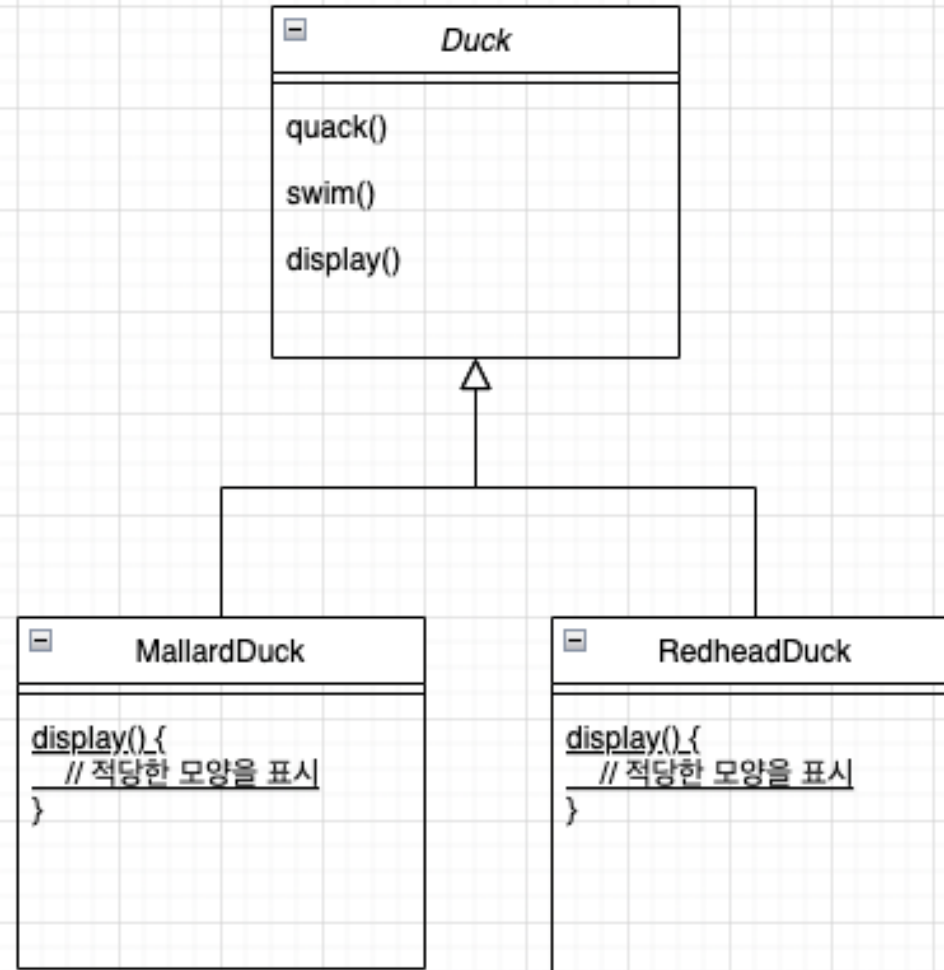 Duck
quack()
swim()
display()
MallardDuck
display() {
// 적당한 모양을 표시
}
RedheadDuck
display() {
// 적당한 모양을 표시
}